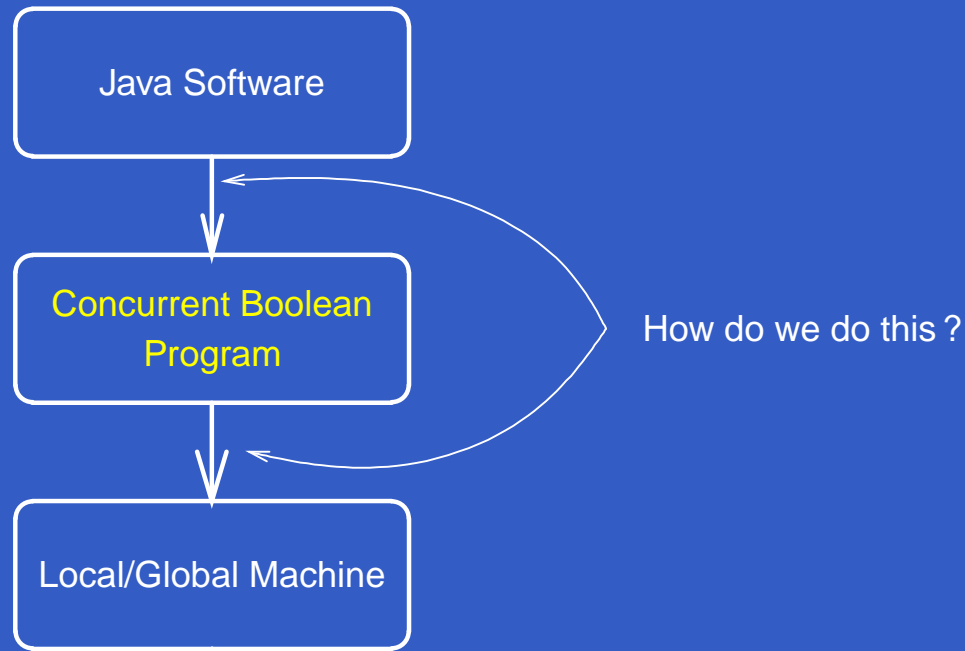 Java Software
Concurrent Boolean
Program
How do we do this ?
Local/Global Machine